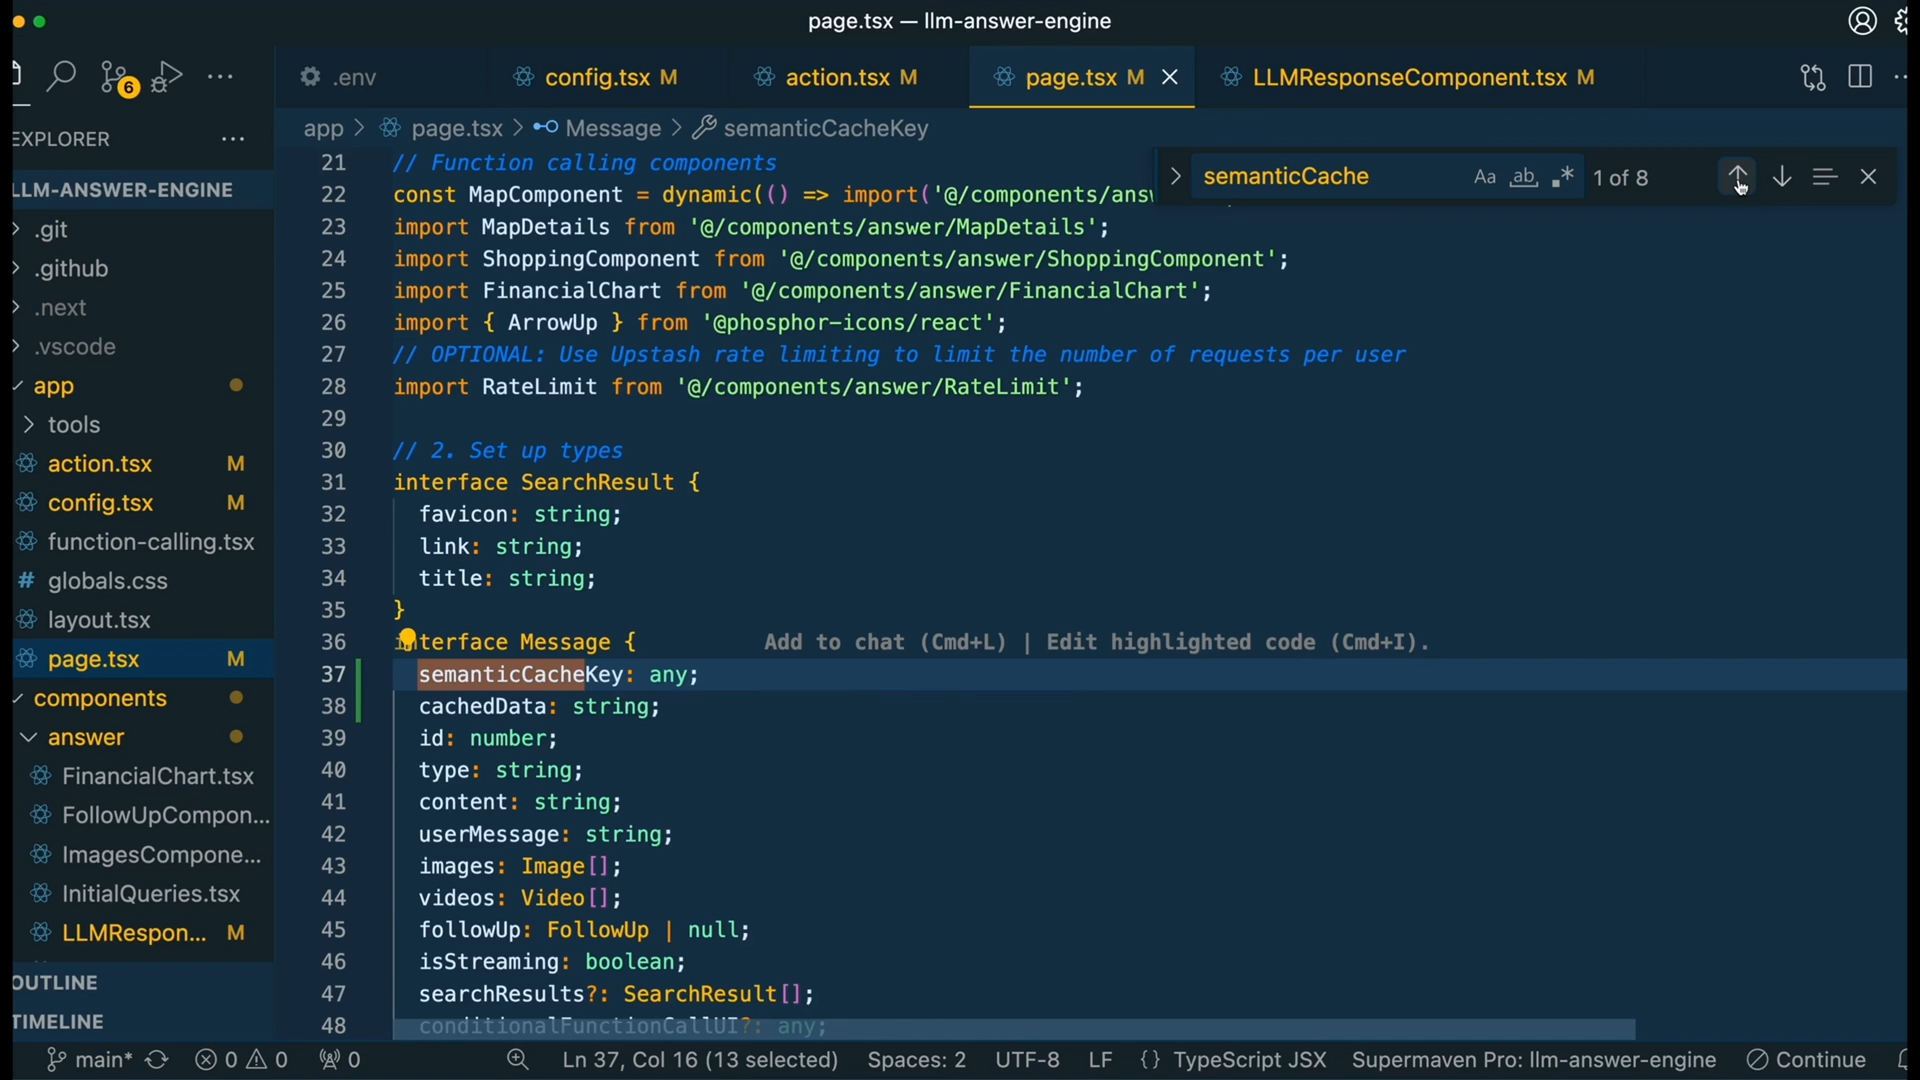 page.tsx — llm-answer-engine
6
.env
config.tsx M
action.tsx M
page.tsx M
LLMResponseComponent.tsx M
EXPLORER
app > page.tsx > Message > semanticCacheKey
semanticCache Aa ab 1 of 8
LLM-ANSWER-ENGINE
.git
.github
.next
.vscode
app
tools
action.tsx M
config.tsx M
function-calling.tsx
globals.css
layout.tsx
page.tsx M
components
answer
FinancialChart.tsx
FollowUpCompon...
ImagesCompone...
InitialQueries.tsx
LLMRespon... M
OUTLINE
TIMELINE
21 // Function calling components
22 const MapComponent = dynamic(() => import('@/components/ans
23 import MapDetails from '@/components/answer/MapDetails';
24 import ShoppingComponent from '@/components/answer/ShoppingComponent';
25 import FinancialChart from '@/components/answer/FinancialChart';
26 import { ArrowUp } from '@phosphor-icons/react';
27 // OPTIONAL: Use Upstash rate limiting to limit the number of requests per user
28 import RateLimit from '@/components/answer/RateLimit';
29
30 // 2. Set up types
31 interface SearchResult {
32 favicon: string;
33 link: string;
34 title: string;
35 }
36 interface Message { Add to chat (Cmd+L) | Edit highlighted code (Cmd+I).
37 semanticCacheKey: any;
38 cachedData: string;
39 id: number;
40 type: string;
41 content: string;
42 userMessage: string;
43 images: Image[];
44 videos: Video[];
45 followUp: FollowUp | null;
46 isStreaming: boolean;
47 searchResults?: SearchResult[];
48 conditionalFunctionCallUI?: any;
main* 0 0 0 Ln 37, Col 16 (13 selected) Spaces: 2 UTF-8 LF {} TypeScript JSX Supermaven Pro: llm-answer-engine Continue